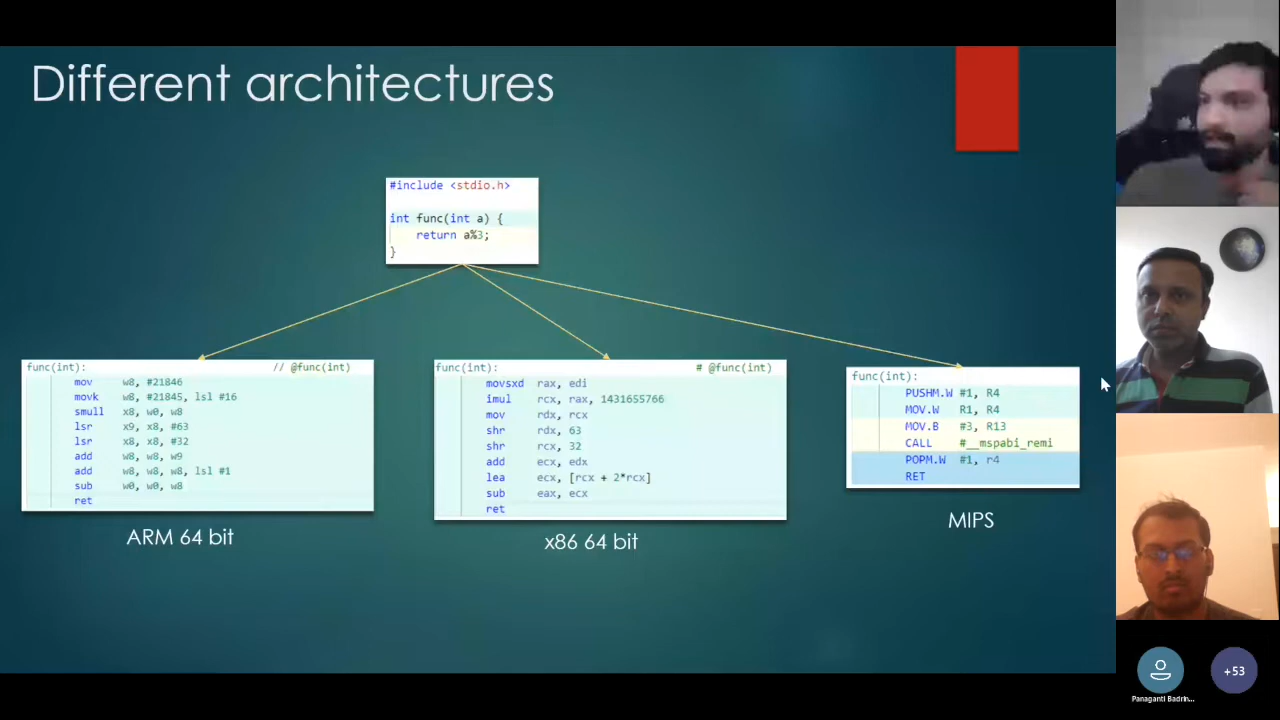 Different architectures
#include <stdio.h>
int func(int a) {
return a%3;
}
func(int): // @func(int)
mov w8, #21846
movk w8, #21845, lsl #16
smull x8, w0, w8
lsr x9, x8, #63
lsr x8, x8, #32
add w8, w8, w9
add w8, w8, w8, lsl #1
sub w0, w0, w8
ret
ARM 64 bit
func(int): # @func(int)
movsxd rax, edi
imul rcx, rax, 1431655766
mov rdx, rcx
shr rdx, 63
shr rcx, 32
add ecx, edx
lea ecx, [rcx + 2*rcx]
sub eax, ecx
ret
x86 64 bit
func(int):
PUSHM.W #1, R4
MOV.W R1, R4
MOV.B #3, R13
CALL #__mspabi_remi
POPM.W #1, r4
RET
MIPS
Panaganti Badrin...
+53